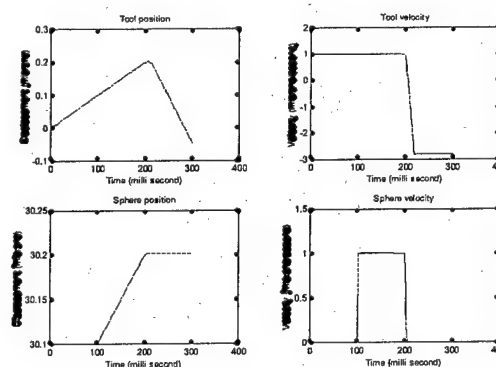 Tool position
0.3
0.2
0.1
0
-0.1
0 100 200 300 400
Time (milli second)
Tool velocity
2
1
0
-1
-2
-3
0 100 200 300 400
Time (milli second)
Sphere position
30.25
30.2
30.15
30.1
0 100 200 300 400
Time (milli second)
Sphere velocity
1.5
1
0.5
0
0 100 200 300 400
Time (milli second)